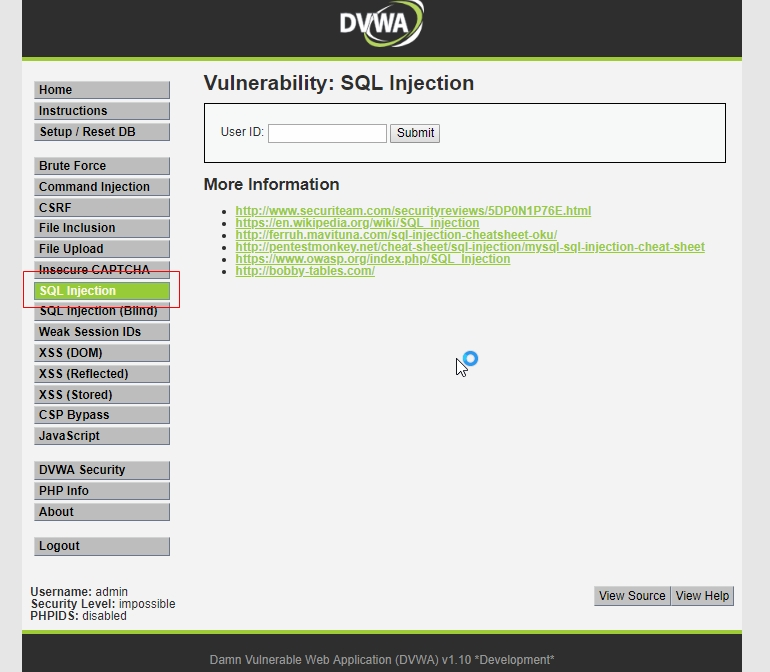 DVWA
Vulnerability: SQL Injection
Home
Instructions
Setup / Reset DB
Brute Force
Command Injection
CSRF
File Inclusion
File Upload
Insecure CAPTCHA
SQL Injection
SQL Injection (Blind)
Weak Session IDs
XSS (DOM)
XSS (Reflected)
XSS (Stored)
CSP Bypass
JavaScript
DVWA Security
PHP Info
About
Logout
User ID:
Submit
More Information
http://www.securiteam.com/securityreviews/5DP0N1P76E.html
https://en.wikipedia.org/wiki/SQL_injection
http://ferruh.mavituna.com/sql-injection-cheatsheet-oku/
http://pentestmonkey.net/cheat-sheet/sql-injection/mysql-sql-injection-cheat-sheet
https://www.owasp.org/index.php/SQL_Injection
http://bobby-tables.com/
Username: admin
Security Level: impossible
PHPIDS: disabled
View Source View Help
Damn Vulnerable Web Application (DVWA) v1.10 *Development*